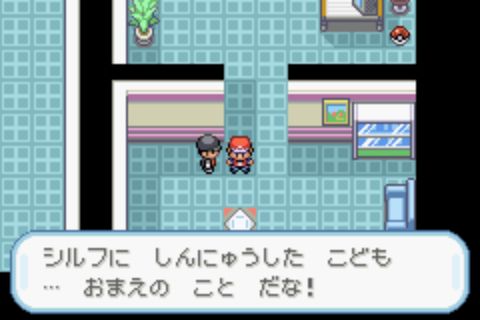 シルフに　しんにゅうした　こども
…　おまえの　こと　だな！